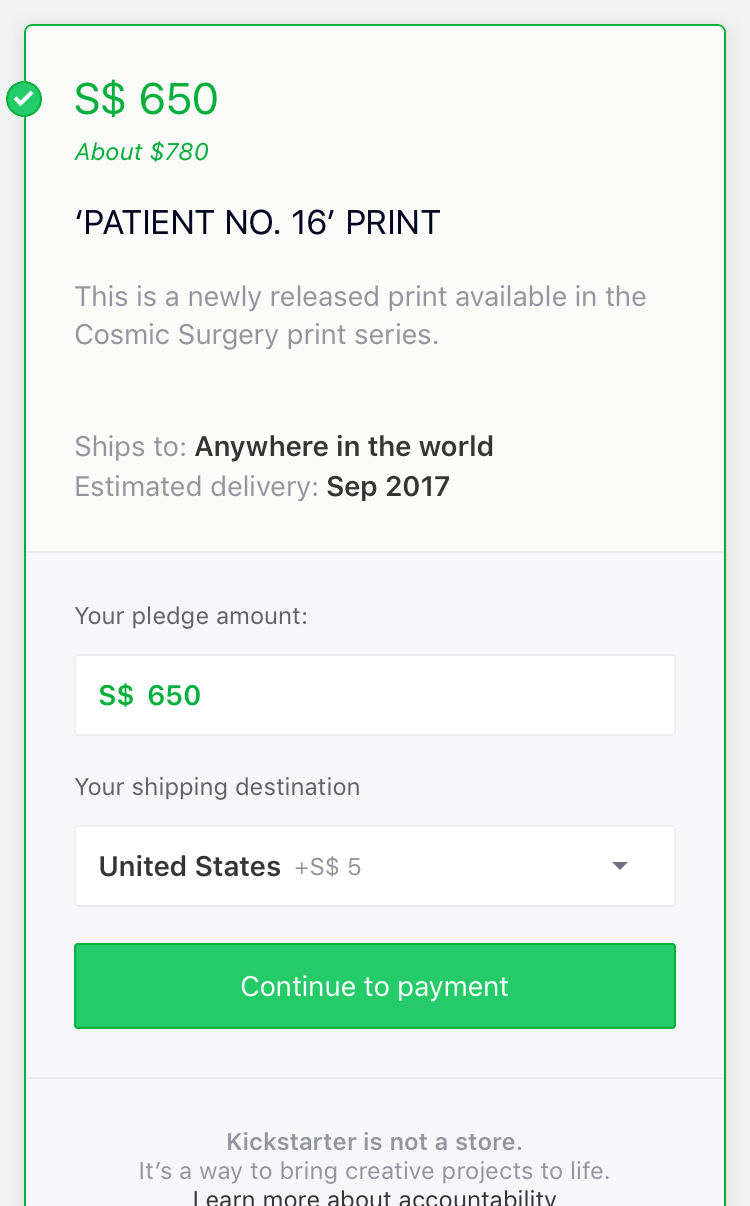 S$ 650
About $780
‘PATIENT NO. 16’ PRINT
This is a newly released print available in the
Cosmic Surgery print series.
Ships to: Anywhere in the world
Estimated delivery: Sep 2017
Your pledge amount:
S$ 650
Your shipping destination
United States +S$ 5
Continue to payment
Kickstarter is not a store.
It’s a way to bring creative projects to life.
Learn more about accountability